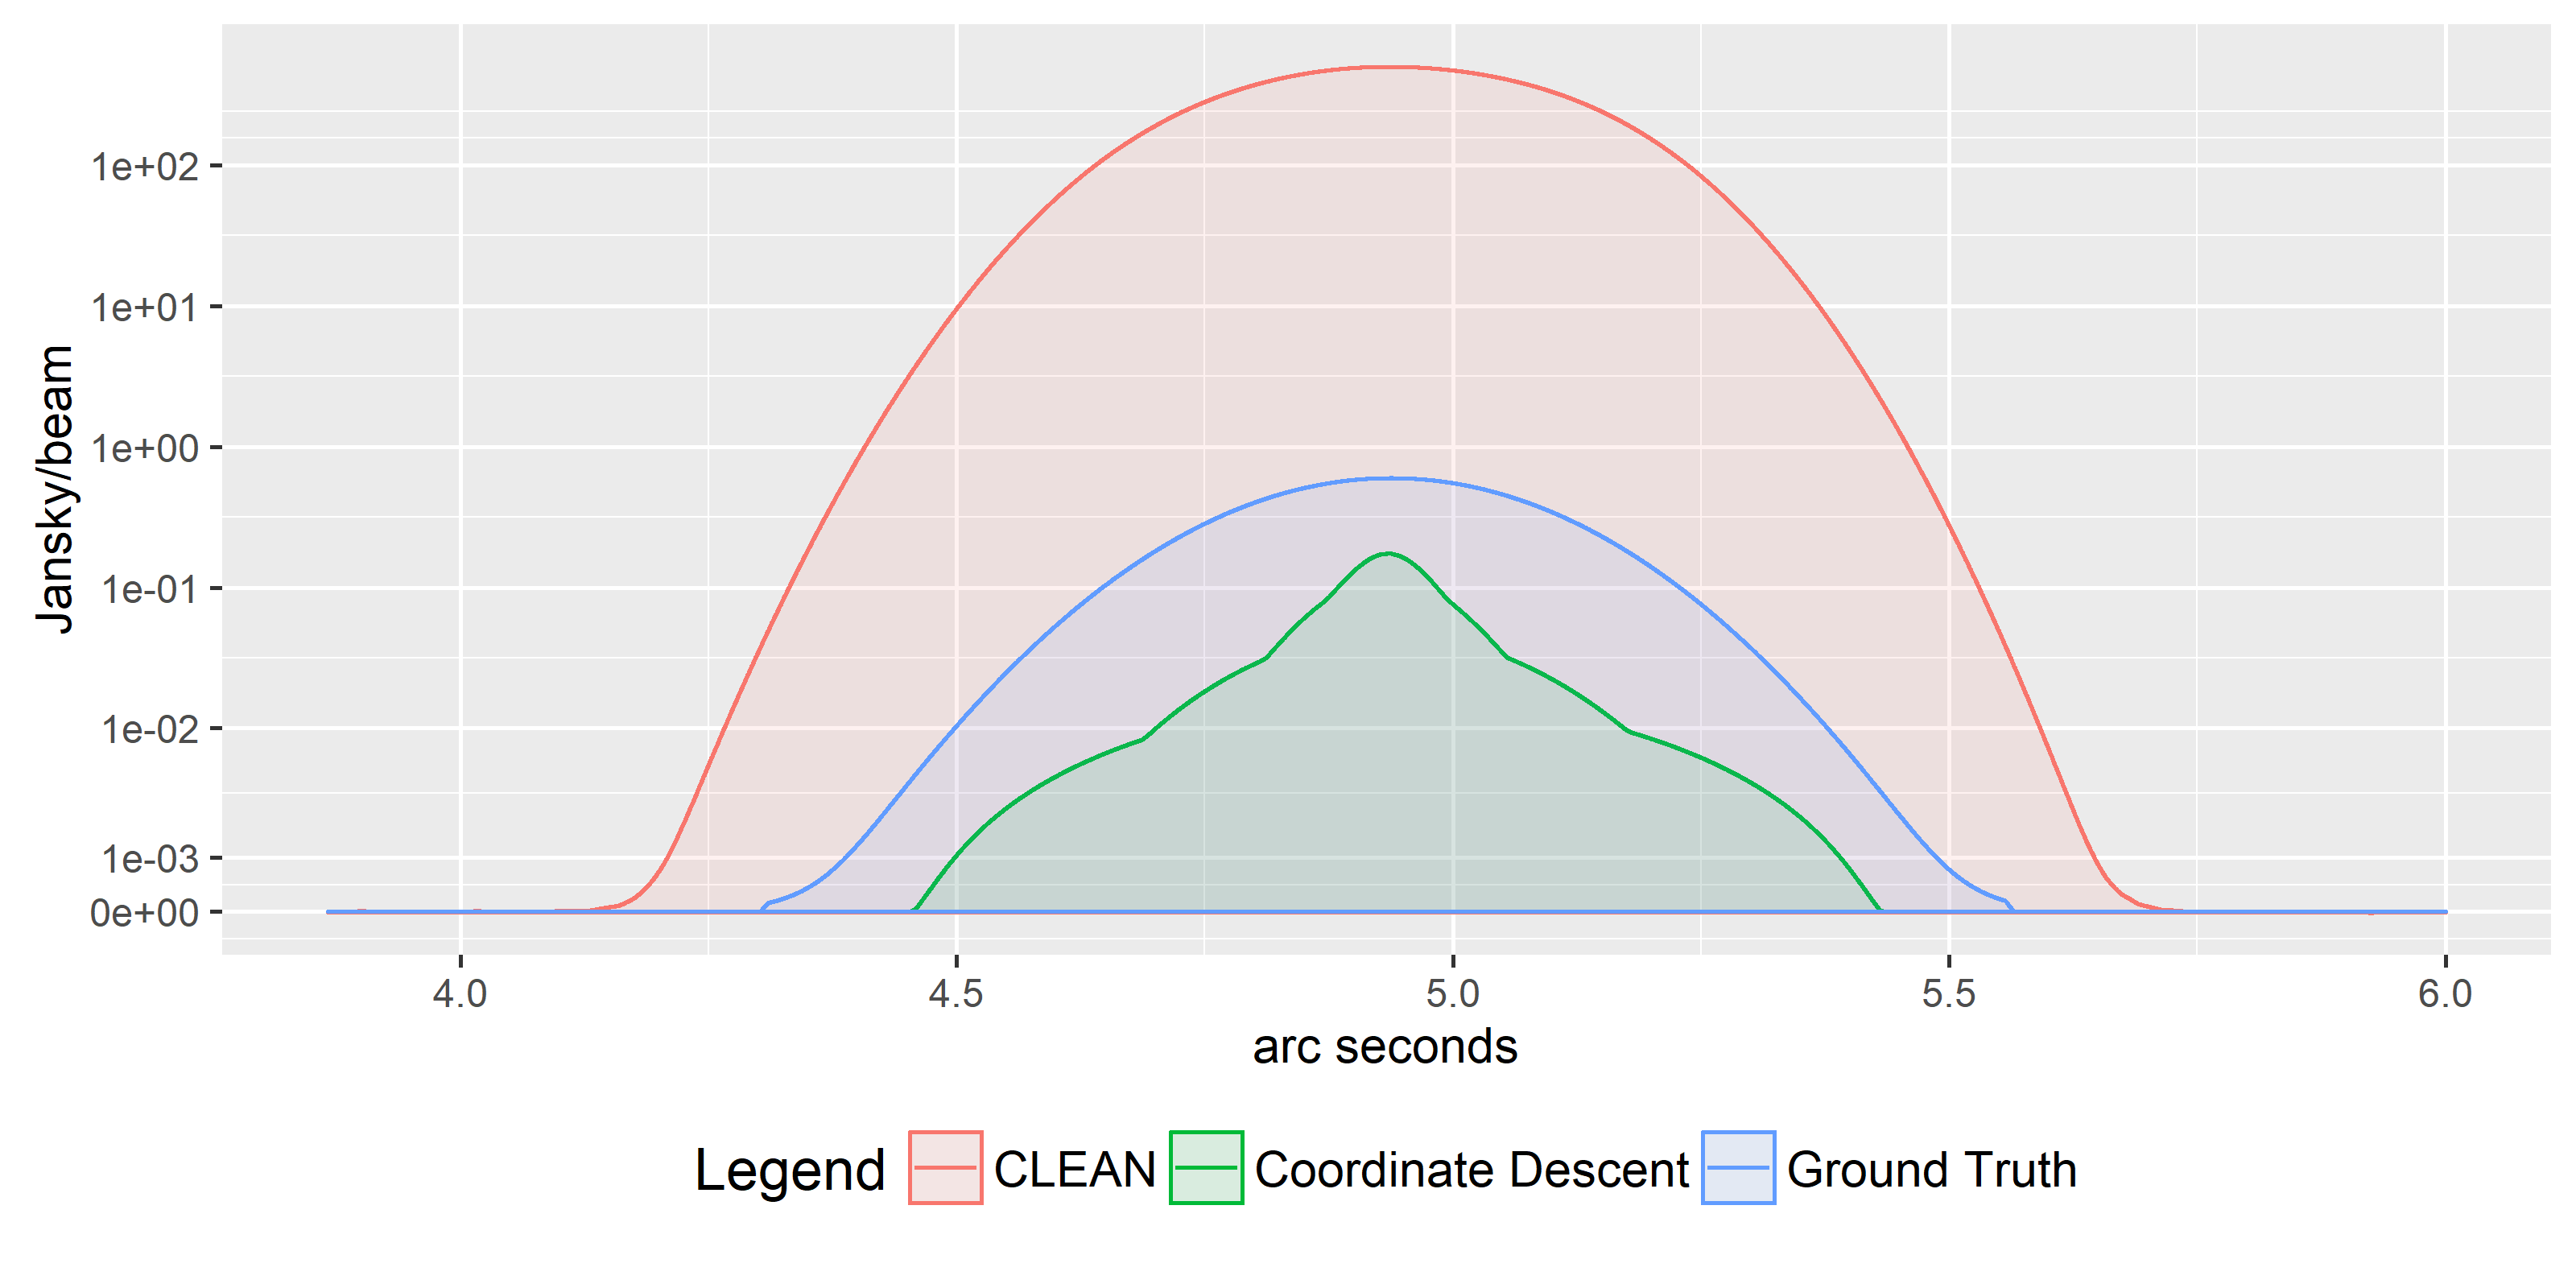 Jansky/beam
1e+02
1e+01
1e+00
1e-01
1e-02
1e-03
0e+00
4.0 4.5 5.0 5.5 6.0
arc seconds
Legend CLEAN Coordinate Descent Ground Truth